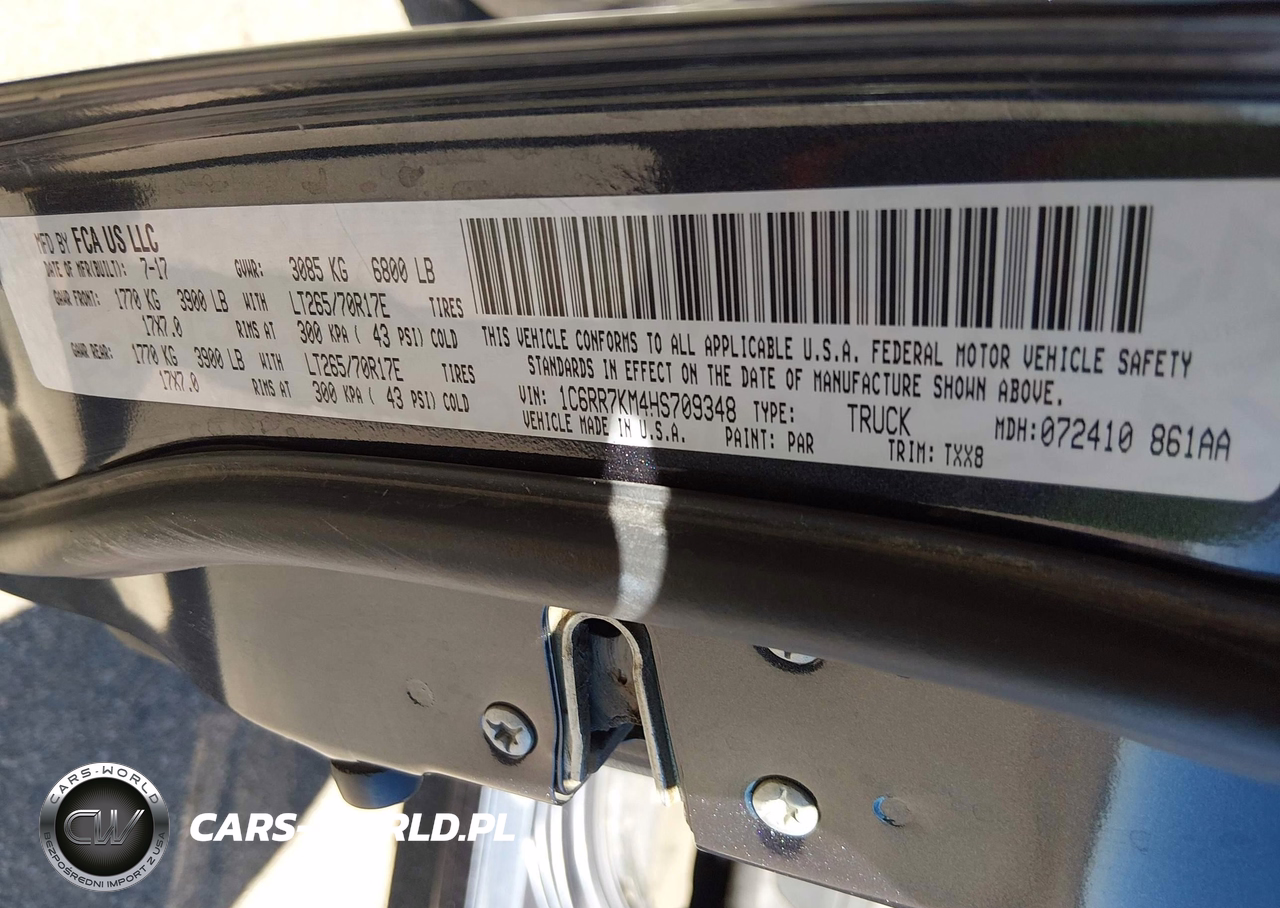 MFD BY FCA US LLC
DATE OF MFR(BUILT): 7-17 GVWR: 3085 KG 6800 LB
GAWR FRONT: 1770 KG 3900 LB WITH LT265/70R17E TIRES
17X7.0 RIMS AT 300 KPA ( 43 PSI) COLD
GAWR REAR: 1770 KG 3900 LB WITH LT265/70R17E TIRES
17X7.0 RIMS AT 300 KPA ( 43 PSI) COLD
THIS VEHICLE CONFORMS TO ALL APPLICABLE U.S.A. FEDERAL MOTOR VEHICLE SAFETY
STANDARDS IN EFFECT ON THE DATE OF MANUFACTURE SHOWN ABOVE.
VIN: 1C6RR7KM4HS709348 TYPE: TRUCK MDH:072410 861AA
VEHICLE MADE IN U.S.A. PAINT: PAR TRIM: TXX8
CARS-WORLD
CW
BEZPOŚREDNI IMPORT Z USA
CARS-WORLD.PL